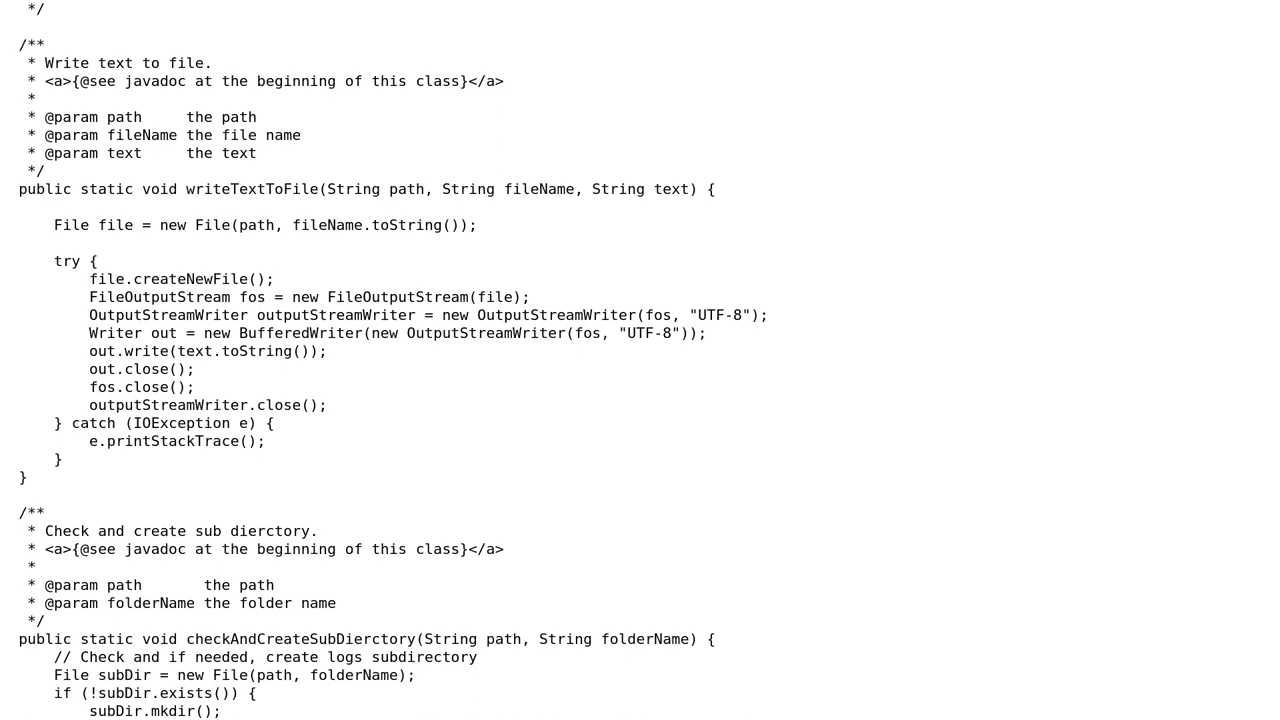 */

/**
 * Write text to file.
 * <a>{@see javadoc at the beginning of this class}</a>
 *
 * @param path     the path
 * @param fileName the file name
 * @param text     the text
 */
public static void writeTextToFile(String path, String fileName, String text) {

    File file = new File(path, fileName.toString());

    try {
        file.createNewFile();
        FileOutputStream fos = new FileOutputStream(file);
        OutputStreamWriter outputStreamWriter = new OutputStreamWriter(fos, "UTF-8");
        Writer out = new BufferedWriter(new OutputStreamWriter(fos, "UTF-8"));
        out.write(text.toString());
        out.close();
        fos.close();
        outputStreamWriter.close();
    } catch (IOException e) {
        e.printStackTrace();
    }
}

/**
 * Check and create sub dierctory.
 * <a>{@see javadoc at the beginning of this class}</a>
 *
 * @param path       the path
 * @param folderName the folder name
 */
public static void checkAndCreateSubDierctory(String path, String folderName) {
    // Check and if needed, create logs subdirectory
    File subDir = new File(path, folderName);
    if (!subDir.exists()) {
        subDir.mkdir();